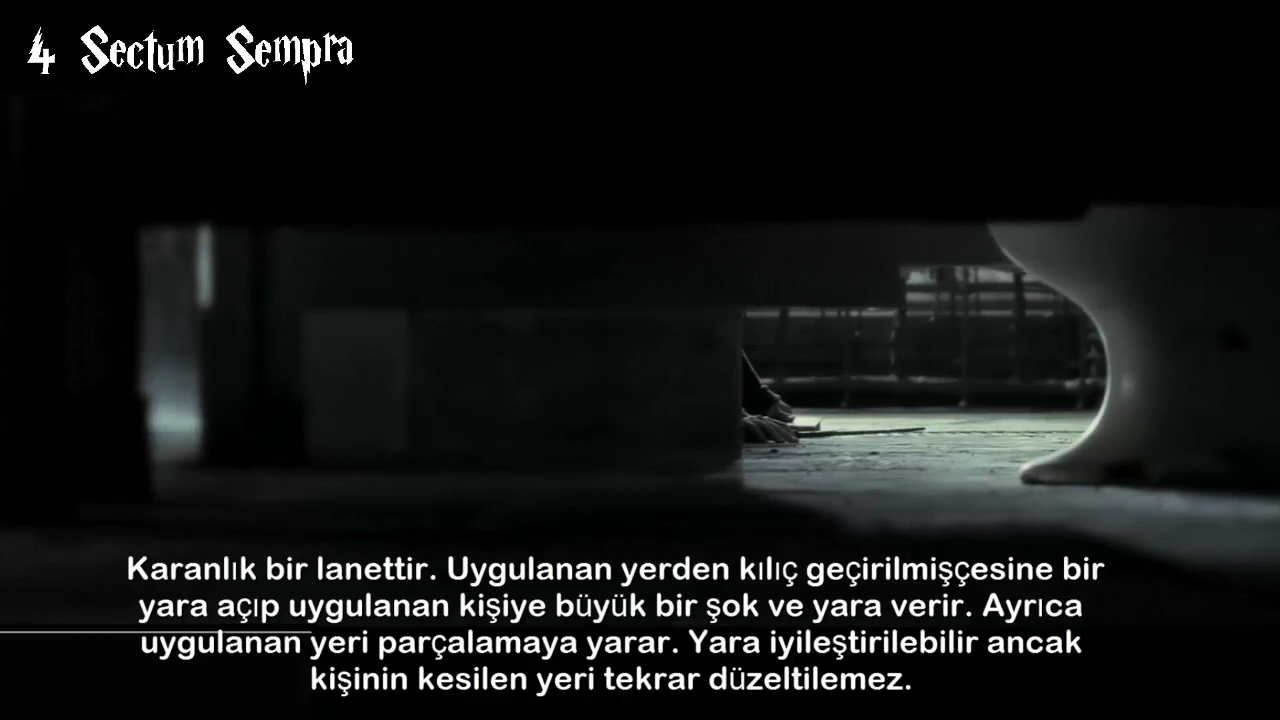 4 Sectum Sempra
Karanlık bir lanettir. Uygulanan yerden kılıç geçirilmişçesine bir
yara açıp uygulanan kişiye büyük bir şok ve yara verir. Ayrıca
uygulanan yeri parçalamaya yarar. Yara iyileştirilebilir ancak
kişinin kesilen yeri tekrar düzeltilemez.